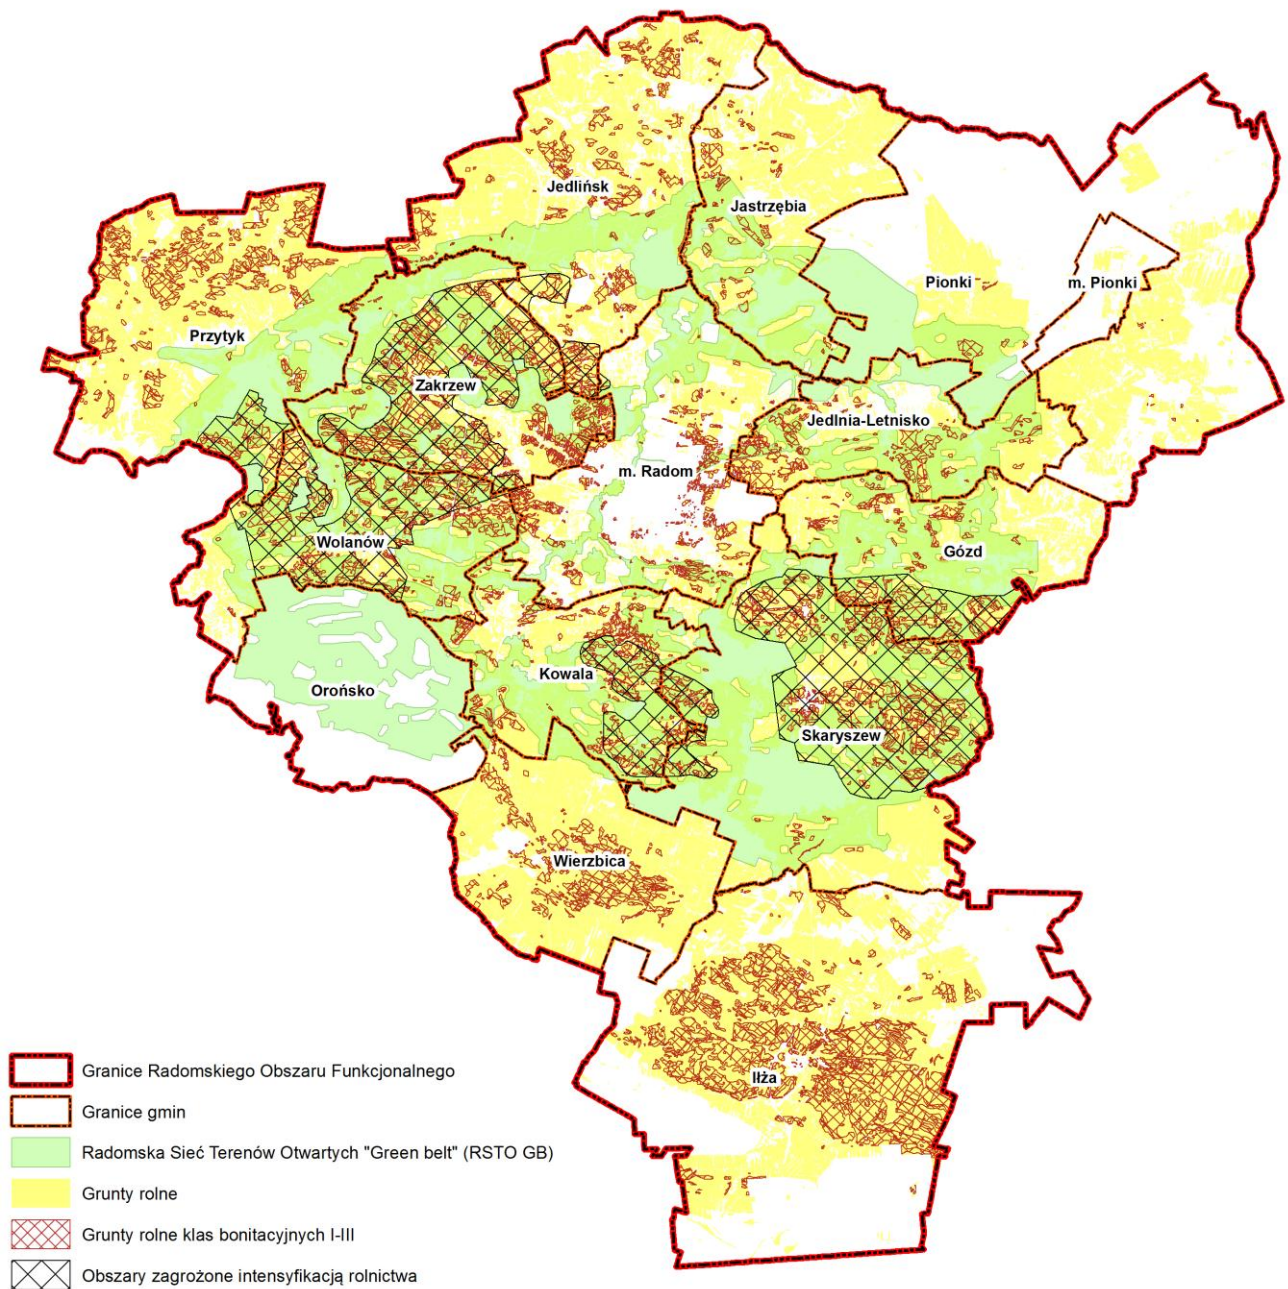 Jedlińsk
Jastrzębia
Pionki
m. Pionki
Przytyk
Zakrzew
Jedlnia-Letnisko
m. Radom
Wolanów
Gózd
Orońsko
Kowala
Skaryszew
Wierzbica
Iłża
Granice Radomskiego Obszaru Funkcjonalnego
Granice gmin
Radomska Sieć Terenów Otwartych "Green belt" (RSTO GB)
Grunty rolne
Grunty rolne klas bonitacyjnych I-III
Obszary zagrożone intensyfikacją rolnictwa